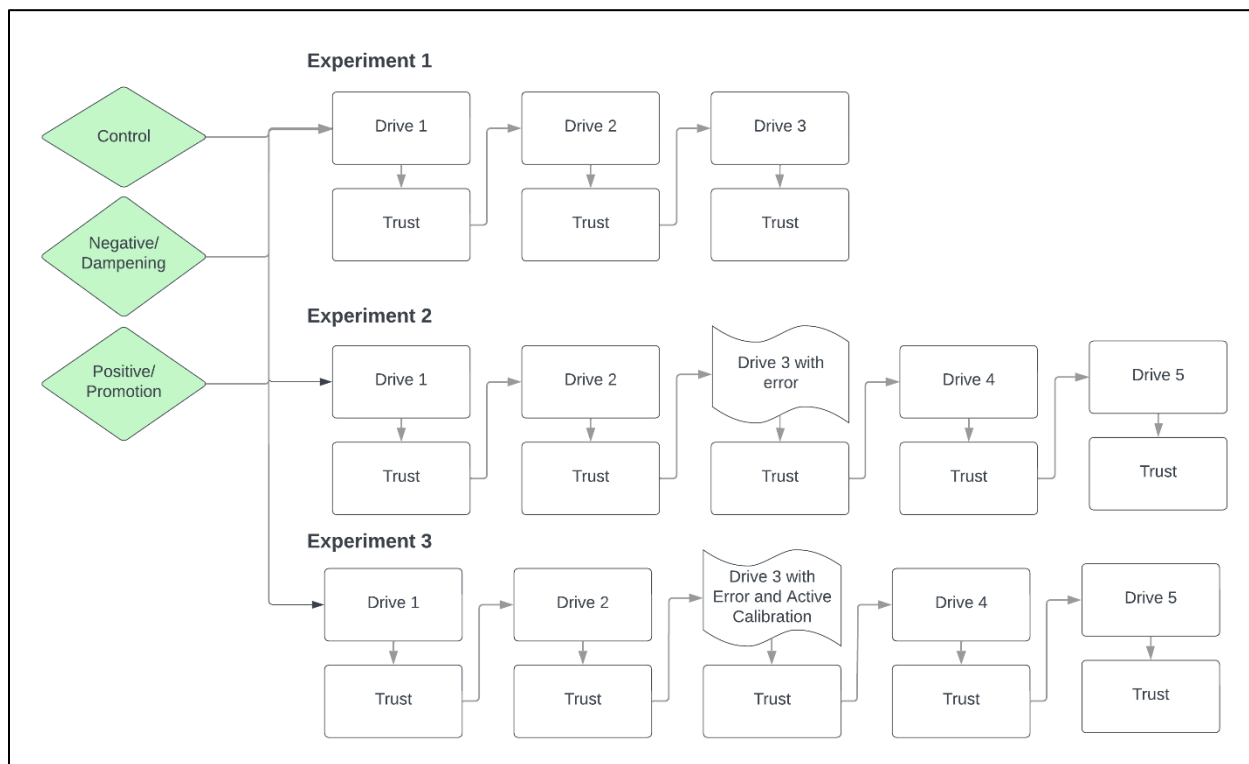 Experiment 1
Control
Drive 1
Drive 2
Drive 3
Trust
Trust
Trust
Negative/
Dampening
Experiment 2
Positive/
Promotion
Drive 1
Drive 2
Drive 3 with
error
Drive 4
Drive 5
Trust
Trust
Trust
Trust
Trust
Experiment 3
Drive 1
Drive 2
Drive 3 with
Error and Active
Calibration
Drive 4
Drive 5
Trust
Trust
Trust
Trust
Trust